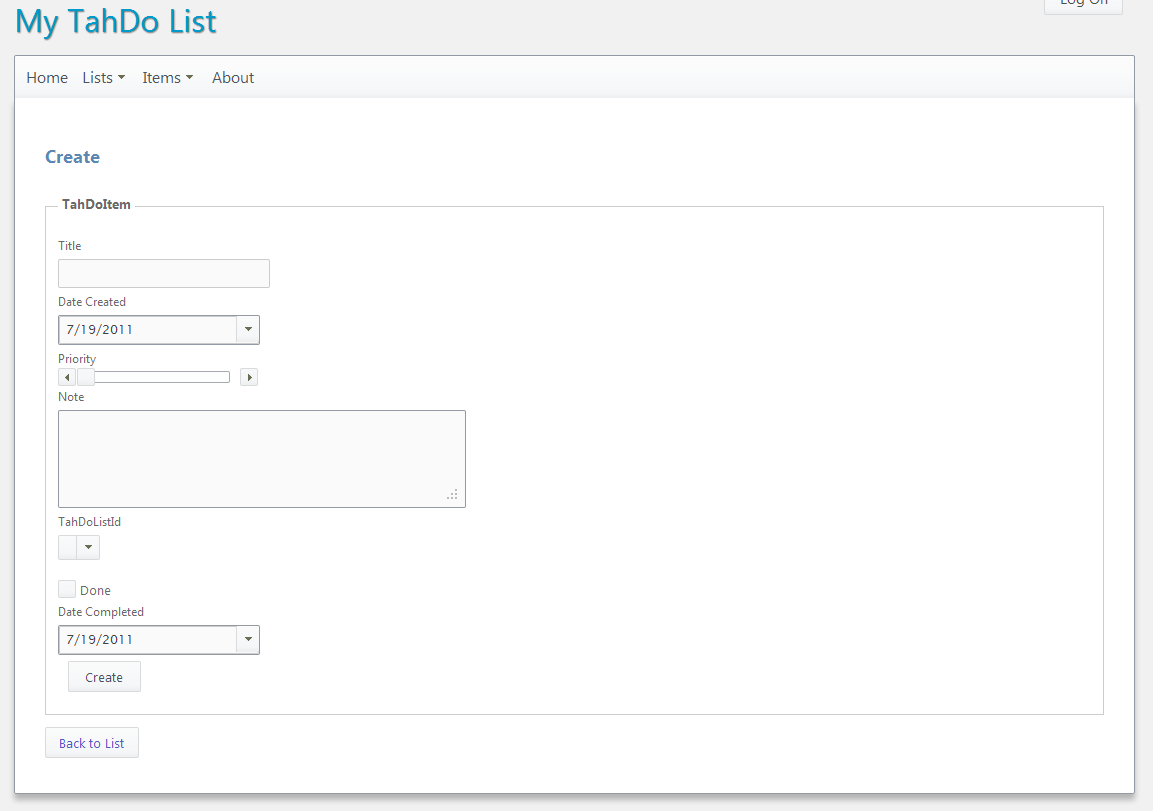 Log Off
My TahDo List
Home Lists Items About
Create
TahDoItem
Title
Date Created
7/19/2011
Priority
Note
TahDoListId
Done
Date Completed
7/19/2011
Create
Back to List